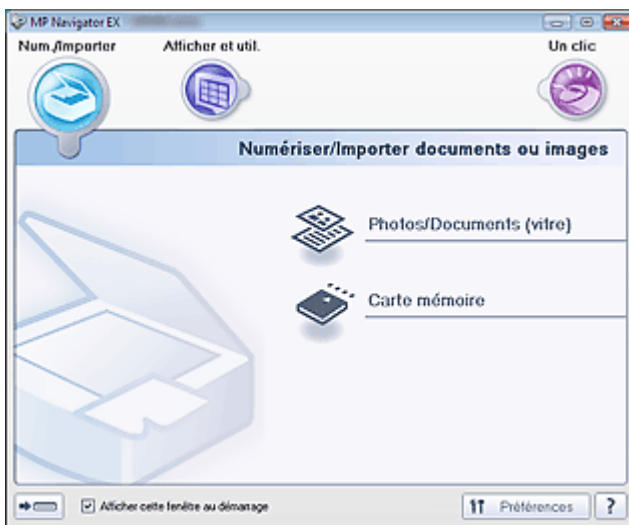 MP Navigator EX
Num./Importer Afficher et util. Un clic
Numériser/Importer documents ou images
Photos/Documents (vitre)
Carte mémoire
Afficher cette fenêtre au démarrage
Préférences ?